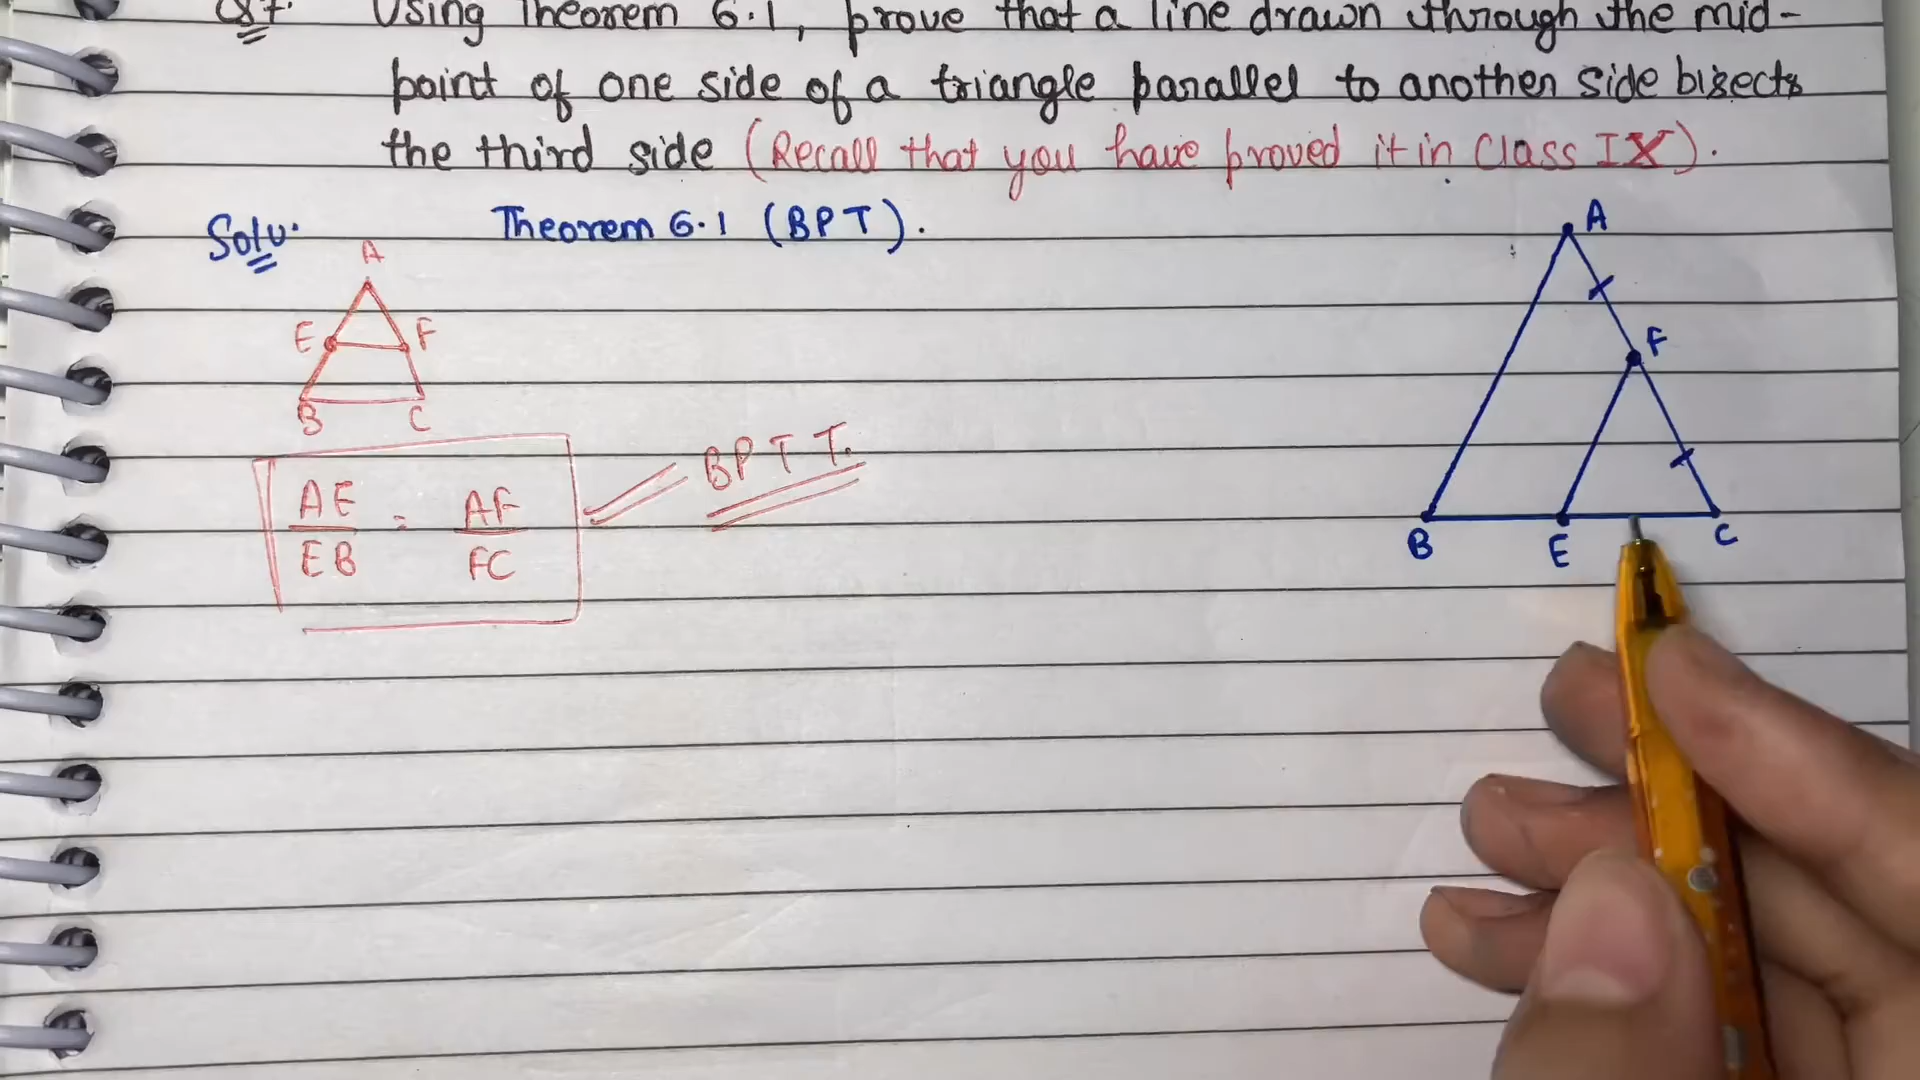 Q7. Using Theorem 6.1, prove that a line drawn through the mid-
point of one side of a triangle parallel to another side bisects
the third side (Recall that you have proved it in Class IX).
Solu. Theorem 6.1 (BPT).
A
E F
B C
AE = AF
EB FC
BPT T.
A
F
B E C